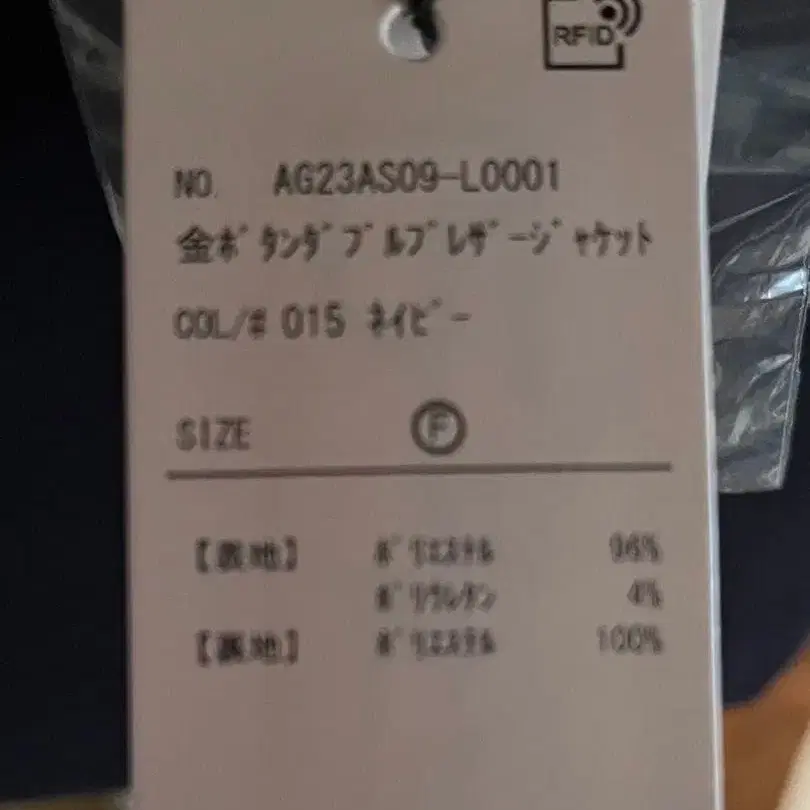 RFID
NO. AG23AS09-L0001
金ﾎﾞﾀﾝﾀﾞﾌﾞﾙﾌﾞﾚｻﾞｰｼﾞｬｹｯﾄ
COL/# 015 ﾈｲﾋﾞｰ
SIZE Ⓕ
【表地】 ﾎﾟﾘｴｽﾃﾙ 96%
ﾎﾟﾘｳﾚﾀﾝ 4%
【裏地】 ﾎﾟﾘｴｽﾃﾙ 100%